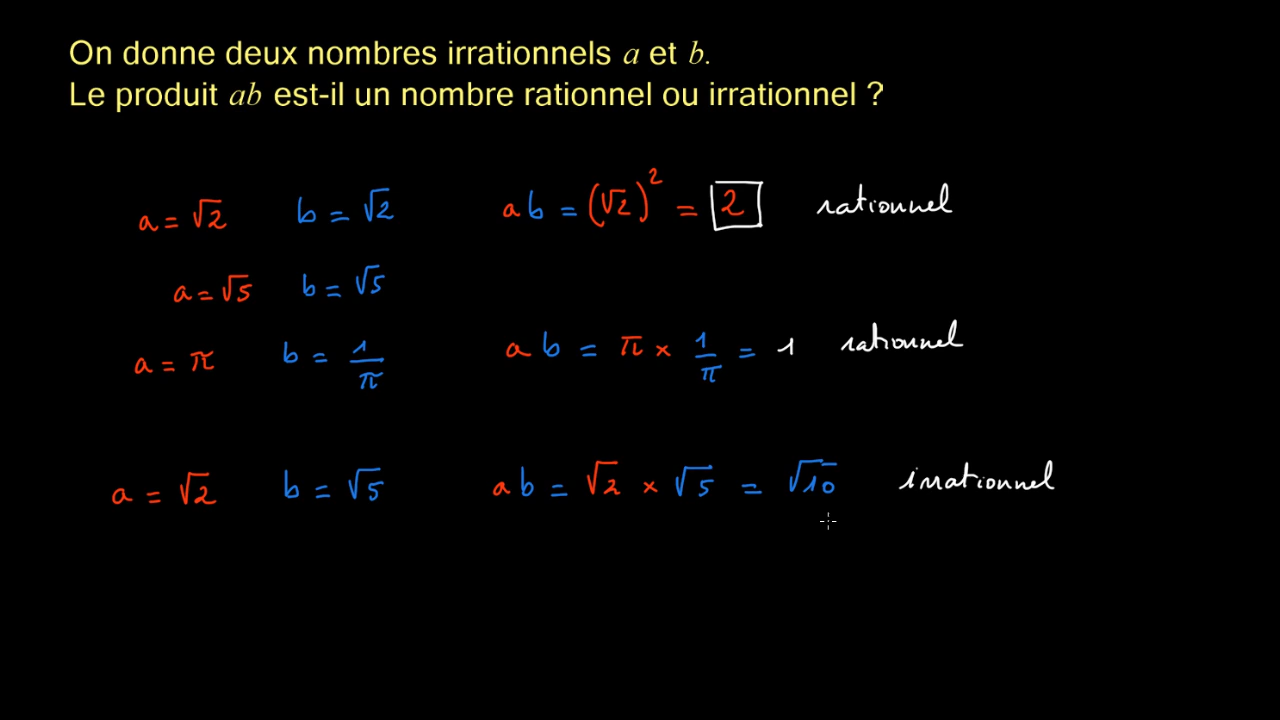 On donne deux nombres irrationnels a et b.
Le produit ab est-il un nombre rationnel ou irrationnel ?
a = √2 b = √2 ab = (√2)² = 2 rationnel
a = √5 b = √5
a = π b = 1/π ab = π × 1/π = 1 rationnel
a = √2 b = √5 ab = √2 × √5 = √10 irrationnel